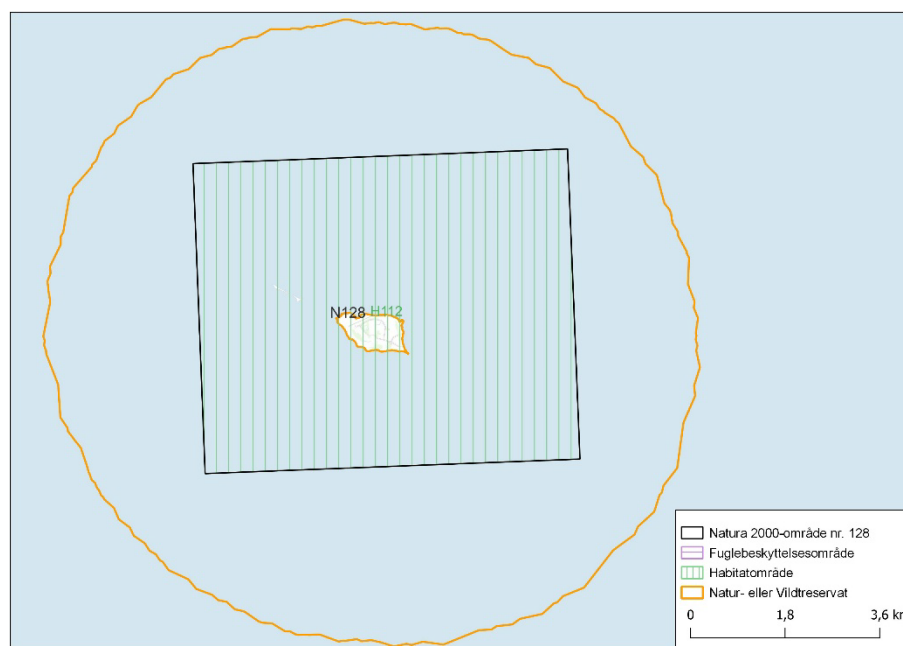 N128 H112
Natura 2000-område nr. 128
Fuglebeskyttelsesområde
Habitatområde
Natur- eller Vildtreservat
0 1,8 3,6 km